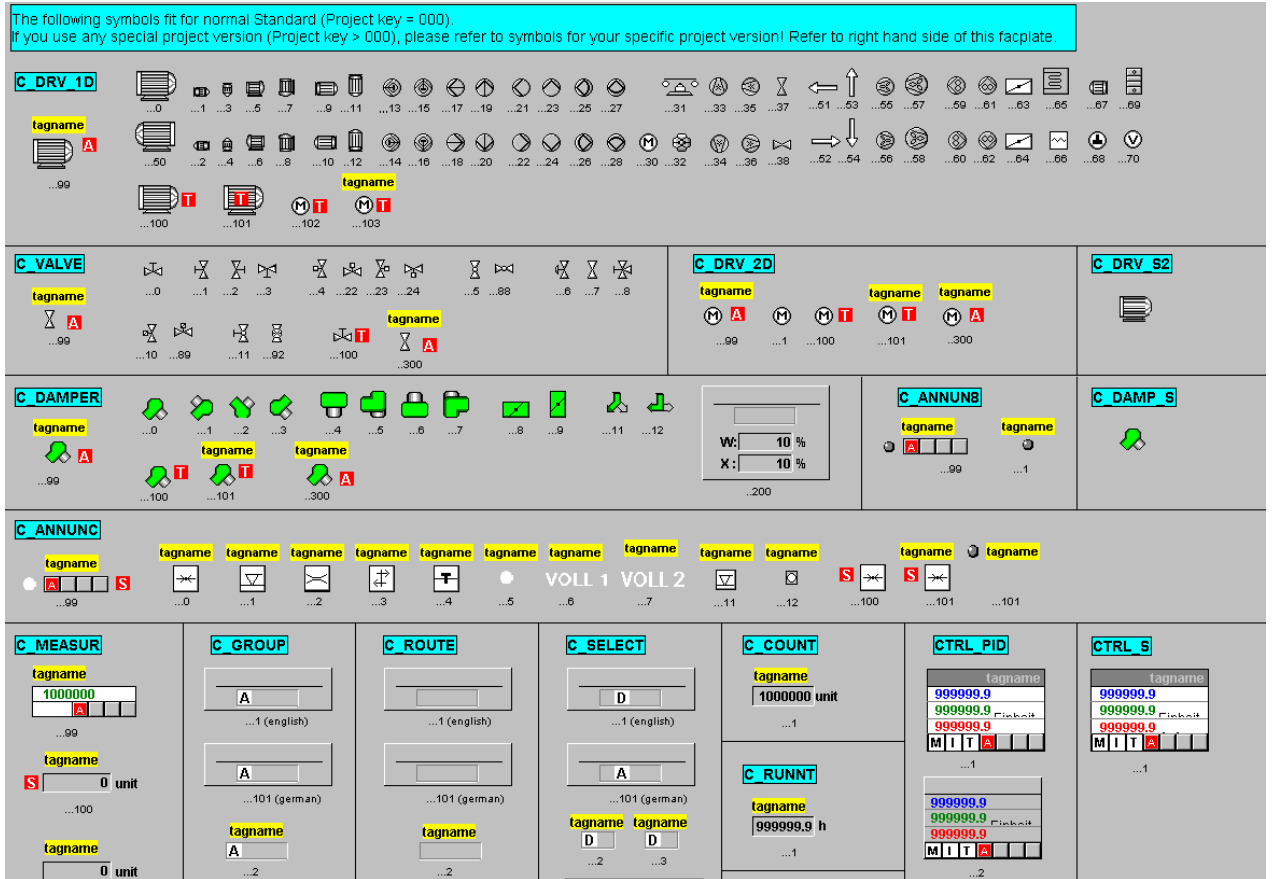 The following symbols fit for normal Standard (Project key = 000).
If you use any special project version (Project key > 000), please refer to symbols for your specific project version! Refer to right hand side of this facplate.
C_DRV_1D
...0 ...1 ...3 ...5 ...7 ...9 ...11 ...13 ...15 ...17 ...19 ...21 ...23 ...25 ...27 ...31 ...33 ...35 ...37 ...51 ...53 ...55 ...57 ...59 ...61 ...63 ...65 ...67 ...69
tagname
A
M V
...50 ...2 ...4 ...6 ...8 ...10 ...12 ...14 ...16 ...18 ...20 ...22 ...24 ...26 ...28 ...30 ...32 ...34 ...36 ...38 ...52 ...54 ...56 ...58 ...60 ...62 ...64 ...66 ...68 ...70
...99
tagname
T T M T M T
...100 ...101 ...102 ...103
C_VALVE
...0 ...1 ...2 ...3 ...4 ...22 ...23 ...24 ...5 ...88 ...6 ...7 ...8
tagname
A
...99
tagname
T A
...10 ...89 ...11 ...92 ...100 ..300
C_DRV_2D
tagname tagname tagname
M A M M T M T M A
...99 ...1 ...100 ...101 ..300
C_DRV_S2
C_DAMPER
...0 ...1 ...2 ...3 ...4 ...5 ...6 ...7 ...8 ...9 ...11 ...12
tagname
A
...99
tagname tagname
T T A
...100 ...101 ..300
W: 10 %
X : 10 %
..200
C_ANNUN8
tagname tagname
A
...99 ...1
C_DAMP_S
C_ANNUNC
tagname
A S
...99
tagname tagname tagname tagname tagname tagname tagname tagname tagname tagname tagname tagname
VOLL 1 VOLL 2
S S
...0 ...1 ...2 ...3 ...4 ...5 ...6 ...7 ...11 ...12 ...100 ...101 ...101
C_MEASUR
tagname
1000000
A
...99
tagname
S 0 unit
...100
tagname
0 unit
C_GROUP
A
...1 (english)
A
...101 (german)
tagname
A
...2
C_ROUTE
...1 (english)
...101 (german)
tagname
...2
C_SELECT
D
...1 (english)
A
...101 (german)
tagname tagname
D D
...2 ...3
C_COUNT
tagname
1000000 unit
...1
C_RUNNT
tagname
999999.9 h
...1
CTRL_PID
tagname
999999.9
999999.9 Einheit
999999.9
M I T A
...1
999999.9
999999.9 Einheit
999999.9
M I T A
...2
CTRL_S
tagname
999999.9
999999.9 Einheit
999999.9
M I T A
...1